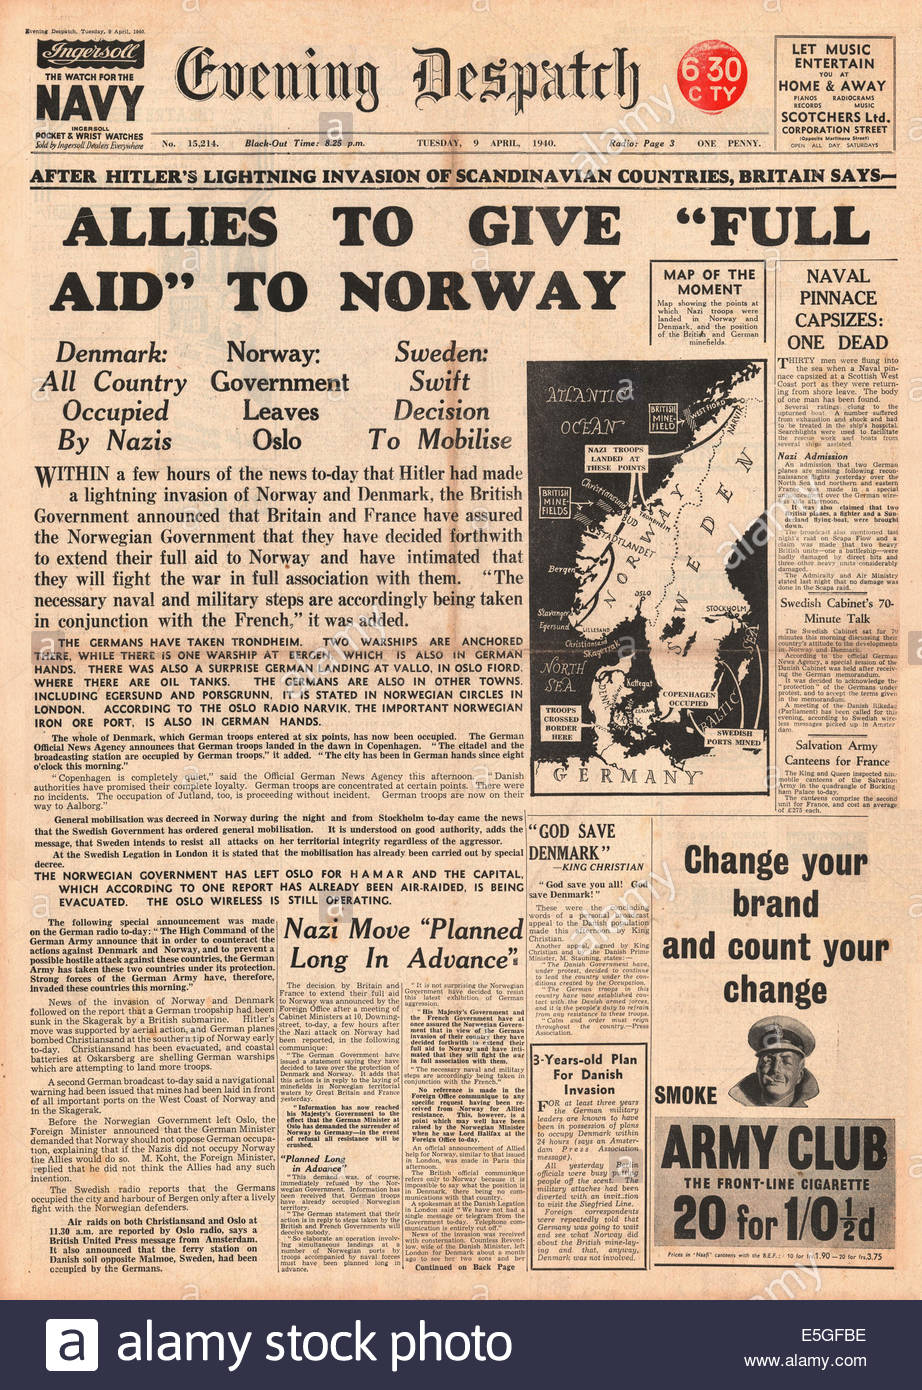 Evening Despatch, Tuesday, 9 April, 1940.
Ingersoll
THE WATCH FOR THE
NAVY
INGERSOLL
POCKET & WRIST WATCHES
Sold by Ingersoll Dealers Everywhere
Evening Despatch
6.30
CITY
LET MUSIC
ENTERTAIN
YOU AT
HOME & AWAY
PIANOS RADIOGRAMS
RECORDS MUSIC
SCOTCHERS Ltd.
CORPORATION STREET
(Opposite Martineau Street)
OPEN ALL DAY SATURDAYS
No. 15,214. Black-Out Time: 8.25 p.m. TUESDAY, 9 APRIL, 1940. Radio: Page 3 ONE PENNY.
AFTER HITLER'S LIGHTNING INVASION OF SCANDINAVIAN COUNTRIES, BRITAIN SAYS—
ALLIES TO GIVE "FULL
AID" TO NORWAY
Denmark:
All Country
Occupied
By Nazis
Norway:
Government
Leaves
Oslo
Sweden:
Swift
Decision
To Mobilise
WITHIN a few hours of the news to-day that Hitler had made
a lightning invasion of Norway and Denmark, the British
Government announced that Britain and France have assured
the Norwegian Government that they have decided forthwith
to extend their full aid to Norway and have intimated that
they will fight the war in full association with them. "The
necessary naval and military steps are accordingly being taken
in conjunction with the French," it was added.
THE GERMANS HAVE TAKEN TRONDHEIM. TWO WARSHIPS ARE ANCHORED
THERE, WHILE THERE IS ONE WARSHIP AT BERGEN, WHICH IS ALSO IN GERMAN
HANDS. THERE WAS ALSO A SURPRISE GERMAN LANDING AT VALLO, IN OSLO FIORD,
WHERE THERE ARE OIL TANKS. THE GERMANS ARE ALSO IN OTHER TOWNS,
INCLUDING EGERSUND AND PORSGRUNN, IT IS STATED IN NORWEGIAN CIRCLES IN
LONDON. ACCORDING TO THE OSLO RADIO NARVIK, THE IMPORTANT NORWEGIAN
IRON ORE PORT, IS ALSO IN GERMAN HANDS.
The whole of Denmark, which German troops entered at six points, has now been occupied. The German
Official News Agency announces that German troops landed in the dawn in Copenhagen. "The citadel and the
broadcasting station are occupied by German troops," it added. "The city has been in German hands since eight
o'clock this morning."
"Copenhagen is completely quiet," said the Official German News Agency this afternoon. "Danish
authorities have promised their complete loyalty. German troops are concentrated at certain points. There were
no incidents. The occupation of Jutland, too, is proceeding without incident. German troops are now on their
way to Aalborg."
General mobilisation was decreed in Norway during the night and from Stockholm to-day came the news
that the Swedish Government has ordered general mobilisation. It is understood on good authority, adds the
message, that Sweden intends to resist all attacks on her territorial integrity regardless of the aggressor.
At the Swedish Legation in London it is stated that the mobilisation has already been carried out by special
decree.
THE NORWEGIAN GOVERNMENT HAS LEFT OSLO FOR HAMAR AND THE CAPITAL,
WHICH ACCORDING TO ONE REPORT HAS ALREADY BEEN AIR-RAIDED, IS BEING
EVACUATED. THE OSLO WIRELESS IS STILL OPERATING.
The following special announcement was made
on the German radio to-day: "The High Command of the
German Army announce that in order to counteract the
actions against Denmark and Norway, and to prevent a
possible hostile attack against these countries, the German
Army has taken these two countries under its protection.
Strong forces of the German Army have, therefore,
invaded these countries this morning."
News of the invasion of Norway and Denmark
followed on the report that a German troopship had been
sunk in the Skagerak by a British submarine. Hitler's
move was supported by aerial action, and German planes
bombed Christiansand at the southern tip of Norway early
to-day. Christiansand has been evacuated, and coastal
batteries at Oskarsberg are shelling German warships
which are attempting to land more troops.
A second German broadcast to-day said a navigational
warning had been issued that mines had been laid in front
of all important ports on the West Coast of Norway and
in the Skagerak.
Before the Norwegian Government left Oslo, the
Foreign Minister announced that the German Minister
demanded that Norway should not oppose German occupa-
tion, explaining that if the Nazis did not occupy Norway
the Allies would do so. M. Koht, the Foreign Minister,
replied that he did not think the Allies had any such
intention.
The Swedish radio reports that the Germans
occupied the city and harbour of Bergen only after a lively
fight with the Norwegian defenders.
Air raids on both Christiansand and Oslo at
11.30 a.m. are reported by Oslo radio, says a
British United Press message from Amsterdam.
It also announced that the ferry station on
Danish soil opposite Malmoe, Sweden, had been
occupied by the Germans.
Nazi Move "Planned
Long In Advance"
The decision by Britain and
France to extend their full aid
to Norway was announced by the
Foreign Office after a meeting of
Cabinet Ministers at 10, Downing-
street, to-day, a few hours after
the Nazi attack on Norway had
been reported, in the following
communique:
"The German Government have
issued a statement saying they have
decided to take over the protection of
Denmark and Norway. It adds that
this action is in reply to the laying of
minefields in Norwegian territorial
waters by Great Britain and France
yesterday.
"Information has now reached
his Majesty's Government to the
effect that the German Minister at
Oslo has demanded the surrender of
Norway to Germany—in the event
of refusal all resistance will be
crushed.
"Planned Long
in Advance"
"This demand was, of course,
immediately refused by the Nor-
wegian Government. Information has
been received that German troops
have already occupied Norwegian
territory.
"The German statement that their
action is in reply to steps taken by the
British and French Governments will
deceive nobody.
"So elaborate an operation involv-
ing simultaneous landings at a
number of Norwegian ports by
troops accompanied by naval forces
must have been planned long in
advance.
"It is not surprising the Norwegian
Government have decided to resist
this latest exhibition of German
aggression.
"His Majesty's Government and
the French Government have at
once assured the Norwegian Govern-
ment that in view of the German
invasion of their country they have
decided forthwith to extend their
full aid to Norway and have inti-
mated that they will fight the war
in full association with them.
"The necessary naval and military
steps are accordingly being taken in
conjunction with the French."
No reference is made in the
Foreign Office communique to any
specific request having been re-
ceived from Norway for Allied
resistance. This, however, is a
point which may well have been
raised by the Norwegian Minister
when he saw Lord Halifax at the
Foreign Office to-day.
An official announcement of Allied
help for Norway, similar to that issued
in London, was made in Paris this
afternoon.
The British official communique
refers only to Norway because it is
impossible to say what the position is
in Denmark, there being no com-
munications with that country.
A spokesman at the Danish Legation
in London said "We have not had a
single message or telegram from the
Government to-day. Telephone com-
munication is entirely cut off."
News of the invasion was received
with consternation. Countess Revent-
low, wife of the Danish Minister, left
London for Denmark about a month
ago to see her two sons and
Continued on Back Page
MAP OF THE
MOMENT
Map showing the points at
which Nazi troops were
landed in Norway and
Denmark, and the position
of the British and German
minefields.
ATLANTIC
OCEAN
BRITISH
MINE-
FIELD
WEST FIORD
NARVIK
NAZI TROOPS
LANDED AT
THESE POINTS
BRITISH
MINE-
FIELDS
Christiansund
BUD
Trondheim
STADTLANDET
NORWAY
SWEDEN
Bergen
OSLO
STOCKHOLM
Stavanger
Egersund
LILLESAND
Christiansand
Skagerrak
NORTH
SEA
Kattegat
ZEALAND
COPENHAGEN
OCCUPIED
TROOPS
CROSSED
BORDER
HERE
BALTIC
SEA
SWEDISH
PORTS MINED
GERMANY
"GOD SAVE
DENMARK"
—KING CHRISTIAN
"God save you all! God
save Denmark!"
These were the concluding
words of a personal broadcast
appeal to the Danish population
made this afternoon by King
Christian.
Another appeal, signed by King
Christian and the Danish Prime
Minister, M. Stauning, states:—
"The Danish Government have,
under protest, decided to continue
to lead the country under the con-
ditions created by the Occupation.
The German troops in this
country have now established con-
tact with the Danish armed forces,
and it is the people's duty to refrain
from any resistance to these troops.
"Calm and order must reign
throughout the country.—Press
Association.
3-Years-old Plan
For Danish
Invasion
FOR at least three years
the German military
leaders are known to have
been in possession of plans
to occupy Denmark within
24 hours (says an Amster-
dam Press Association
message).
All yesterday Berlin
officials were busy putting
people off the scent. The
military attaches had been
diverted with an invitation
to visit the Siegfried Line.
Foreign correspondents
were repeatedly told that
Germany was going to wait
and see what Norway did
about the British mine-lay-
ing and that, anyway,
Denmark was not involved.
NAVAL
PINNACE
CAPSIZES:
ONE DEAD
THIRTY men were flung into
the sea when a Naval pin-
nace capsized at a Scottish West
Coast port as they were return-
ing from shore leave. The body
of one man has been found.
Several ratings clung to the
upturned boat. A number suffered
from exhaustion and shock and had
to be treated in the ship's hospital.
Searchlights were used to facilitate
the rescue work and boats from
several ships assisted.
Nazi Admission
An admission that two German
planes are missing following recon-
naissance flights yesterday over the
North Sea and northern and eastern
France was made in a report
given out over the German wire-
less this afternoon.
It was also claimed that two
British planes, a fighter and a Sun-
derland flying-boat, were brought
down.
The broadcast also mentioned last
night's raid on Scapa Flow and a
claim was made that two heavy
British units—one a battleship—were
badly damaged by direct hits and
three other heavy units considerably
damaged.
The Admiralty and Air Ministry
stated last night that no damage was
done in the Scapa raid.
Swedish Cabinet's 70-
Minute Talk
The Swedish Cabinet sat for 70
minutes this morning discussing their
country's attitude to the developments
in Norway and Denmark.
According to the official German
News Agency, a special session of the
Danish Cabinet was held after receiv-
ing the German memorandum.
It was decided to acknowledge the
"protection" of the Germans under
protest, and to accept the terms given
in the memorandum.
A meeting of the Danish Riksdag
(Parliament) has been called for this
evening, according to Swedish wire-
less messages picked up in Amster-
dam.
Salvation Army
Canteens for France
The King and Queen inspected nine
mobile canteens of the Salvation
Army in the quadrangle of Bucking-
ham Palace to-day.
The canteens comprise the second
unit for France, and cost an average
of £275 each.
Change your
brand
and count your
change
SMOKE
ARMY CLUB
THE FRONT-LINE CIGARETTE
20 for 1/0½d
Prices in "Naafi" canteens with the B.E.F.: 10 for frs.1.90—20 for frs.3.75
alamy
alamy stock photo
E5GFBE
www.alamy.com